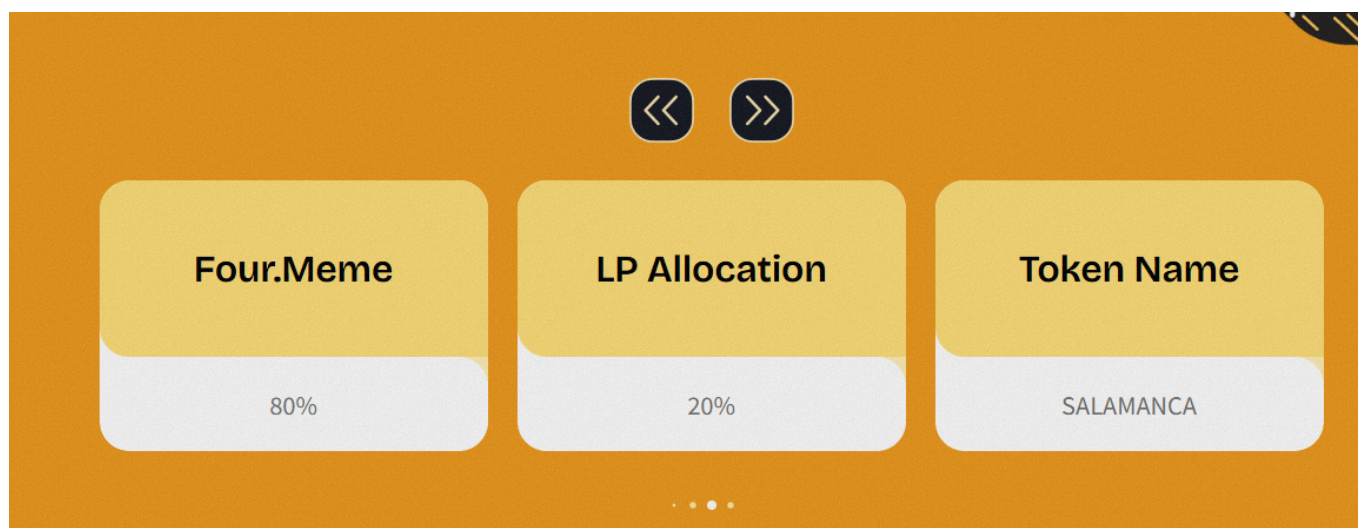 Four.Meme
80%
LP Allocation
20%
Token Name
SALAMANCA